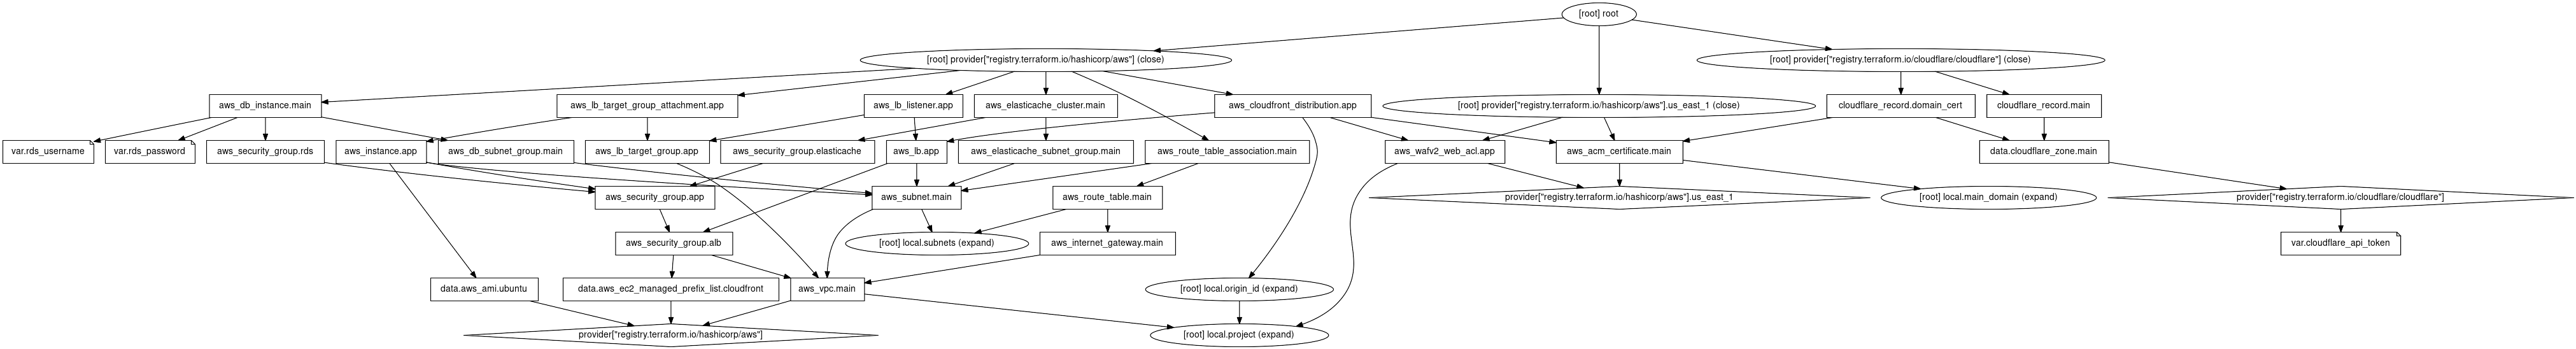 [root] root
[root] provider["registry.terraform.io/hashicorp/aws"] (close)
[root] provider["registry.terraform.io/cloudflare/cloudflare"] (close)
aws_db_instance.main
aws_lb_target_group_attachment.app
aws_lb_listener.app
aws_elasticache_cluster.main
aws_cloudfront_distribution.app
[root] provider["registry.terraform.io/hashicorp/aws"].us_east_1 (close)
cloudflare_record.domain_cert
cloudflare_record.main
var.rds_username
var.rds_password
aws_security_group.rds
aws_instance.app
aws_db_subnet_group.main
aws_lb_target_group.app
aws_security_group.elasticache
aws_lb.app
aws_elasticache_subnet_group.main
aws_route_table_association.main
aws_wafv2_web_acl.app
aws_acm_certificate.main
data.cloudflare_zone.main
aws_security_group.app
aws_subnet.main
aws_route_table.main
provider["registry.terraform.io/hashicorp/aws"].us_east_1
[root] local.main_domain (expand)
provider["registry.terraform.io/cloudflare/cloudflare"]
aws_security_group.alb
[root] local.subnets (expand)
aws_internet_gateway.main
var.cloudflare_api_token
data.aws_ami.ubuntu
data.aws_ec2_managed_prefix_list.cloudfront
aws_vpc.main
[root] local.origin_id (expand)
provider["registry.terraform.io/hashicorp/aws"]
[root] local.project (expand)